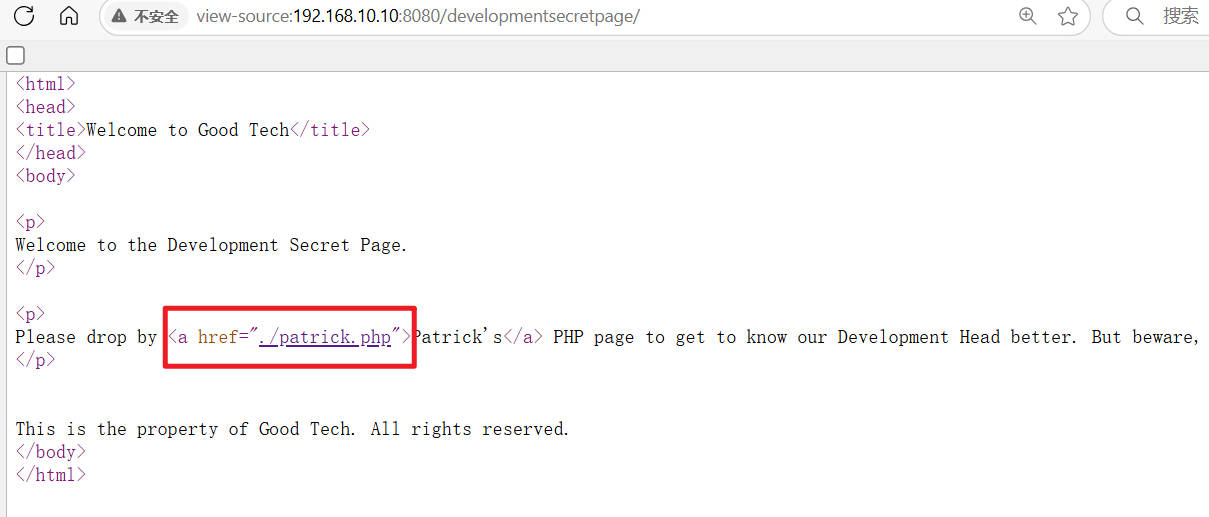 不安全 view-source:192.168.10.10:8080/developmentsecretpage/ 搜索
<html>
<head>
<title>Welcome to Good Tech</title>
</head>
<body>
<p>
Welcome to the Development Secret Page.
</p>
<p>
Please drop by <a href="./patrick.php">Patrick's</a> PHP page to get to know our Development Head better. But beware,
</p>
This is the property of Good Tech. All rights reserved.
</body>
</html>